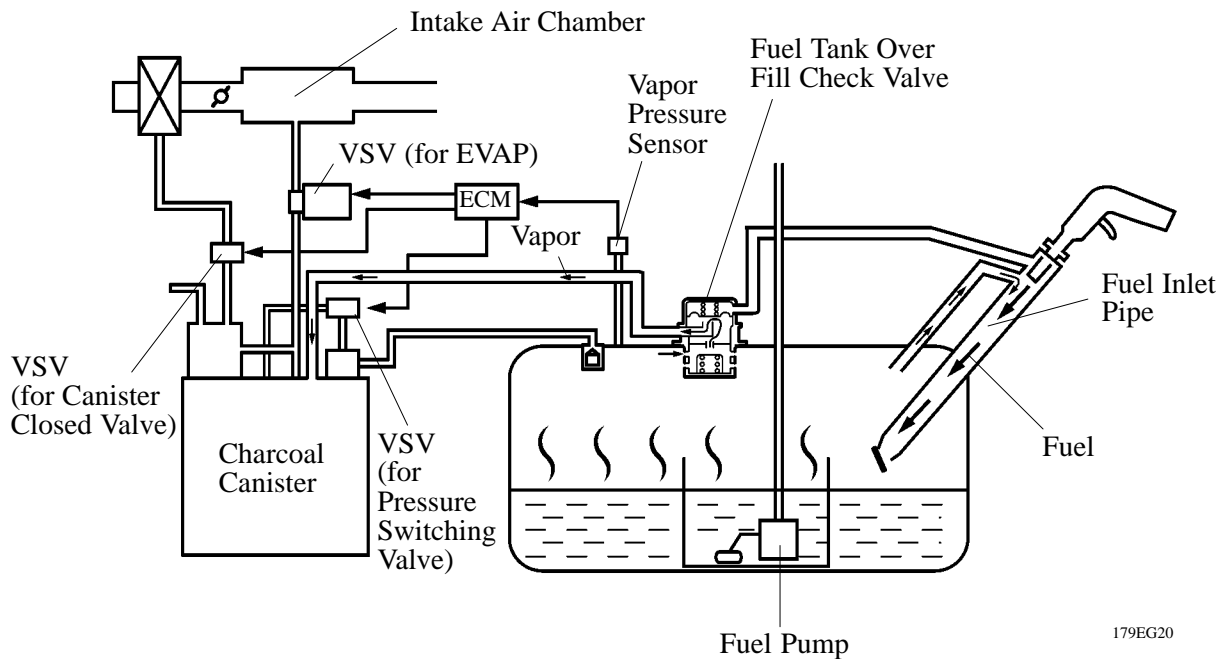 Intake Air Chamber
Fuel Tank Over
Fill Check Valve
Vapor
Pressure
Sensor
VSV (for EVAP)
ECM
Vapor
Fuel Inlet
Pipe
VSV
(for Canister
Closed Valve)
VSV
(for
Pressure
Switching
Valve)
Charcoal
Canister
Fuel
Fuel Pump
179EG20